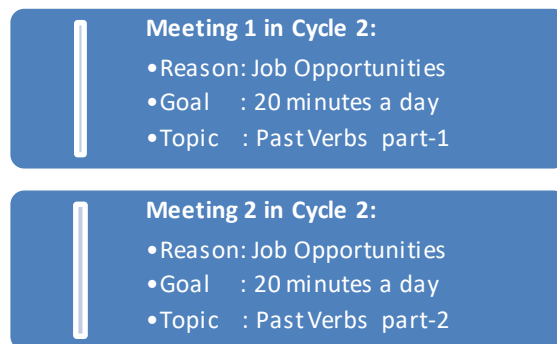 Meeting 1 in Cycle 2:
•Reason: Job Opportunities
•Goal : 20 minutes a day
•Topic : Past Verbs part-1
Meeting 2 in Cycle 2:
•Reason: Job Opportunities
•Goal : 20 minutes a day
•Topic : Past Verbs part-2